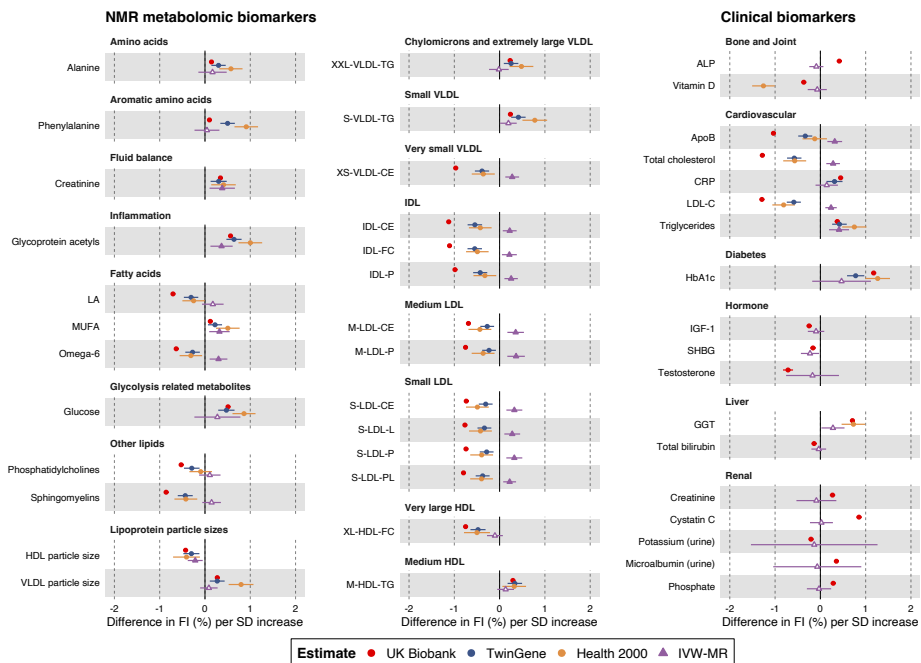 NMR metabolomic biomarkers
Amino acids
Alanine
Aromatic amino acids
Phenylalanine
Fluid balance
Creatinine
Inflammation
Glycoprotein acetyls
Fatty acids
LA
MUFA
Omega-6
Glycolysis related metabolites
Glucose
Other lipids
Phosphatidylcholines
Sphingomyelins
Lipoprotein particle sizes
HDL particle size
VLDL particle size
-2 -1 0 1 2
Difference in FI (%) per SD increase
Chylomicrons and extremely large VLDL
XXL-VLDL-TG
Small VLDL
S-VLDL-TG
Very small VLDL
XS-VLDL-CE
IDL
IDL-CE
IDL-FC
IDL-P
Medium LDL
M-LDL-CE
M-LDL-P
Small LDL
S-LDL-CE
S-LDL-L
S-LDL-P
S-LDL-PL
Very large HDL
XL-HDL-FC
Medium HDL
M-HDL-TG
-2 -1 0 1 2
Difference in FI (%) per SD increase
Clinical biomarkers
Bone and Joint
ALP
Vitamin D
Cardiovascular
ApoB
Total cholesterol
CRP
LDL-C
Triglycerides
Diabetes
HbA1c
Hormone
IGF-1
SHBG
Testosterone
Liver
GGT
Total bilirubin
Renal
Creatinine
Cystatin C
Potassium (urine)
Microalbumin (urine)
Phosphate
-2 -1 0 1 2
Difference in FI (%) per SD increase
Estimate UK Biobank TwinGene Health 2000 IVW-MR